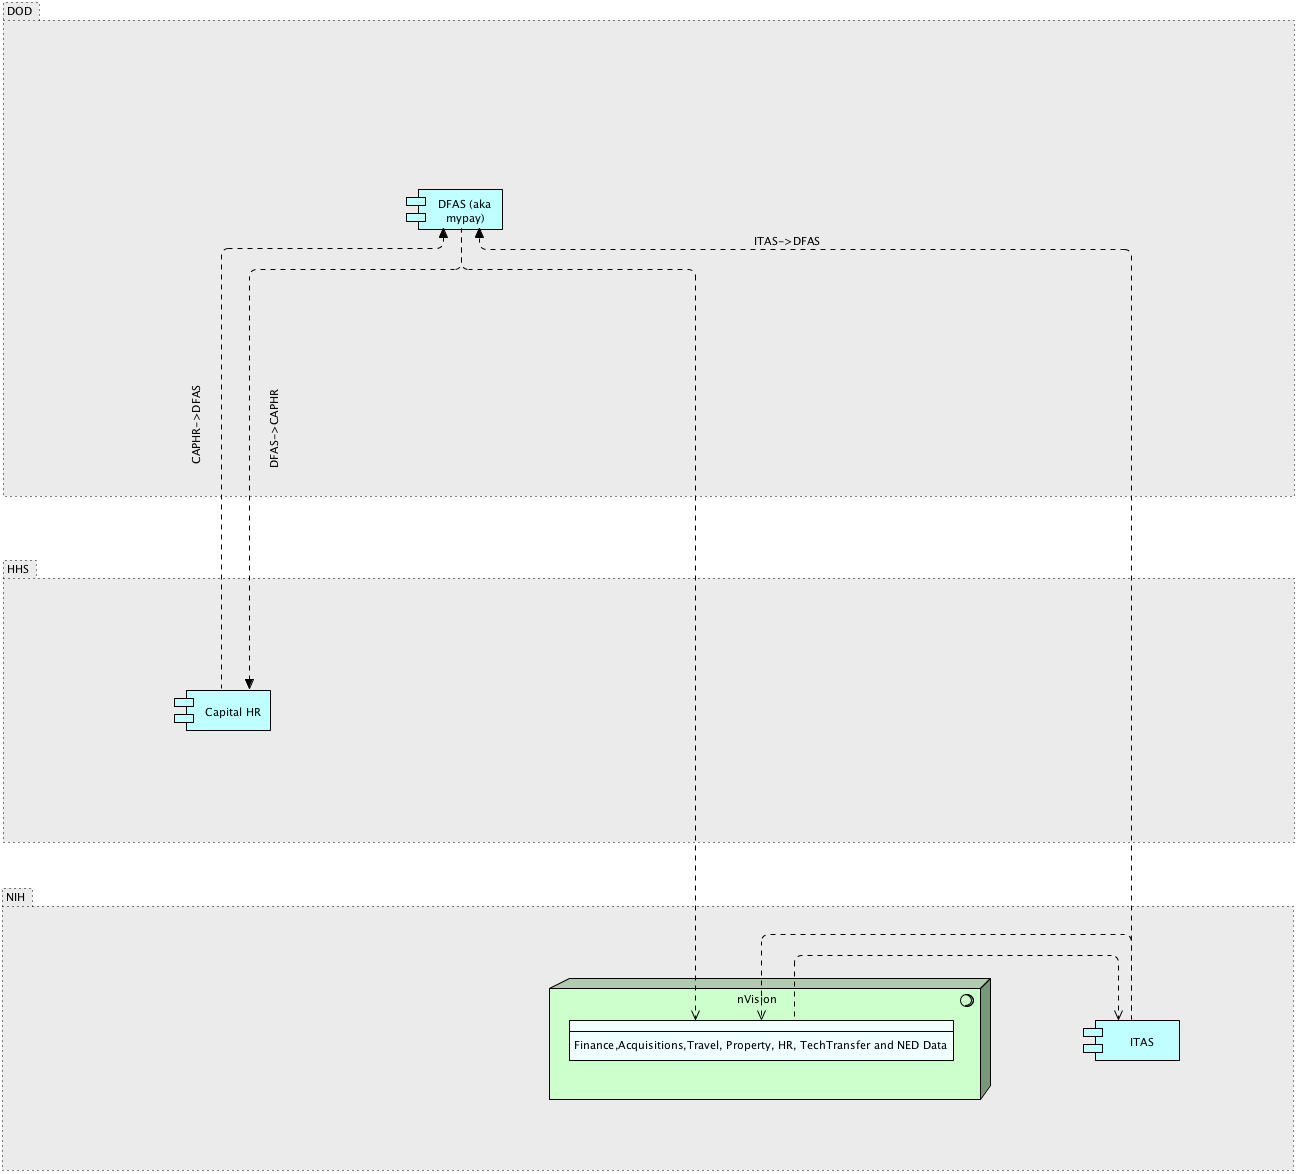 DOD
DFAS (aka
mypay)
ITAS->DFAS
CAPHR->DFAS
DFAS->CAPHR
HHS
Capital HR
NIH
nVision
Finance,Acquisitions,Travel, Property, HR, TechTransfer and NED Data
ITAS